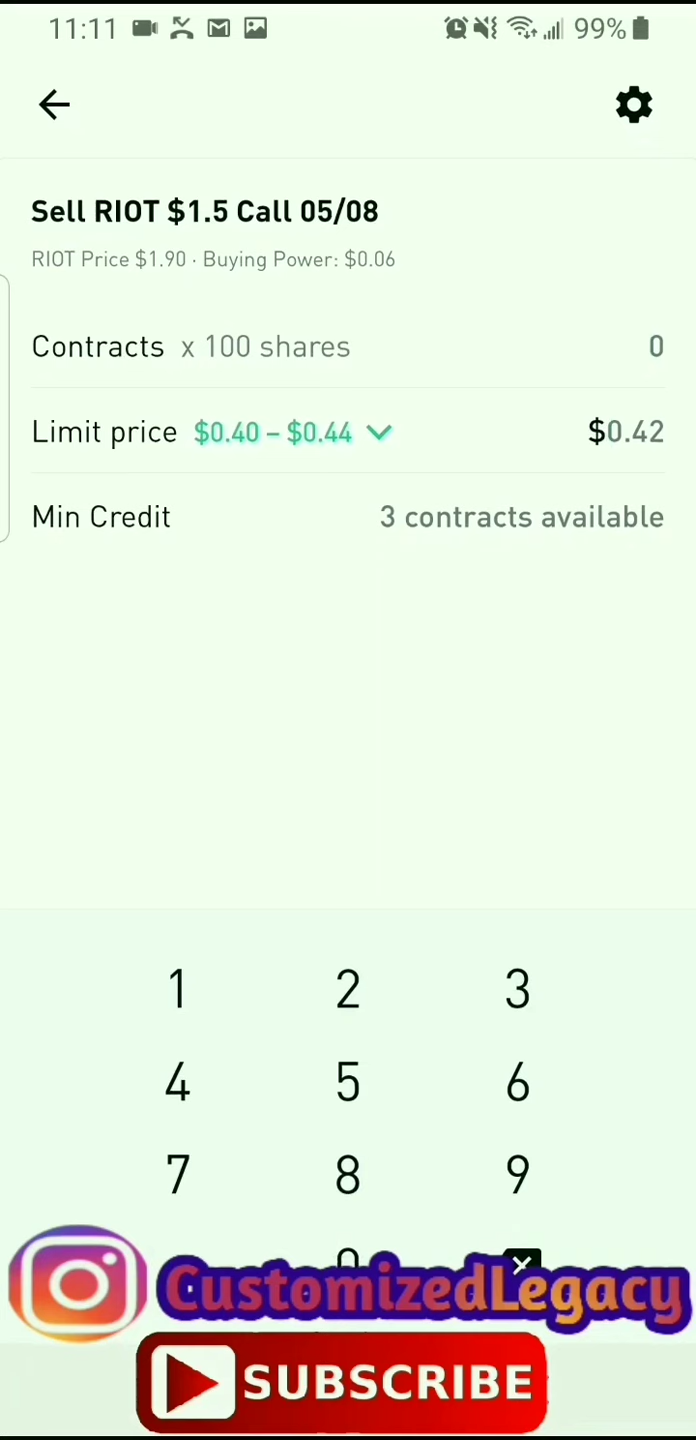 11:11 99%
Sell RIOT $1.5 Call 05/08
RIOT Price $1.90 · Buying Power: $0.06
Contracts x 100 shares 0
Limit price $0.40 – $0.44 $0.42
Min Credit 3 contracts available
1 2 3
4 5 6
7 8 9
0
CustomizedLegacy
SUBSCRIBE